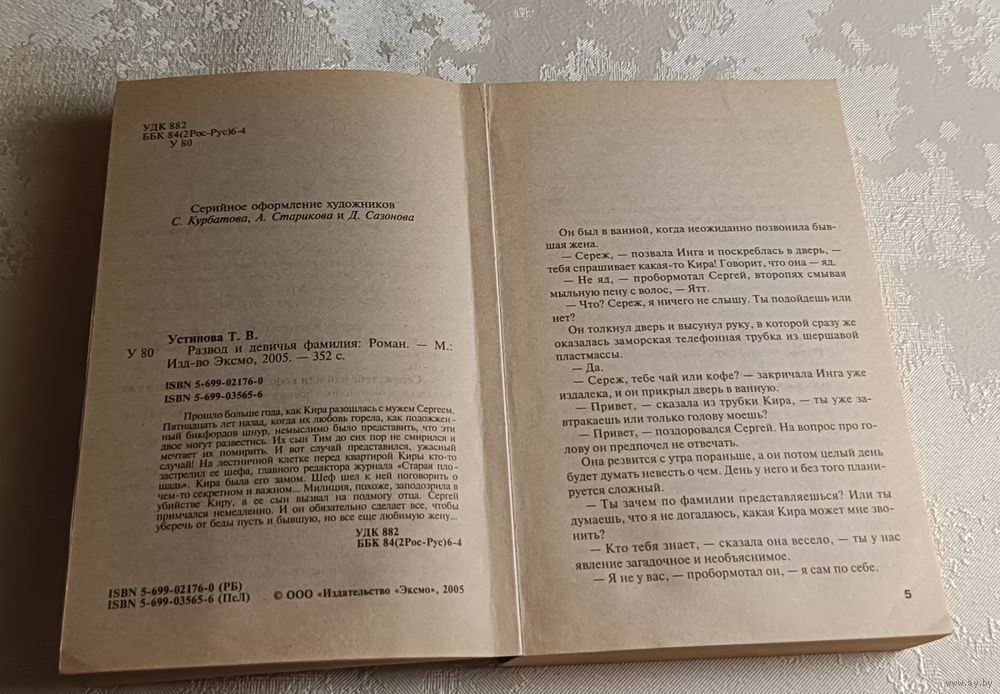 УДК 882
ББК 84(2Рос-Рус)6-4
У 80
Серийное оформление художников
С. Курбатова, А. Старикова и Д. Сазонова
Устинова Т. В.
У 80 Развод и девичья фамилия: Роман. — М.:
Изд-во Эксмо, 2005. — 352 с.
ISBN 5-699-02176-0
ISBN 5-699-03565-6
Прошло больше года, как Кира разошлась с мужем Сергеем.
Пятнадцать лет назад, когда их любовь горела, как подожжен-
ный бикфордов шнур, немыслимо было представить, что эти
двое могут развестись. Их сын Тим до сих пор не смирился и
мечтает их помирить. И вот случай представился, ужасный
случай! На лестничной клетке перед квартирой Киры кто-то
застрелил ее шефа, главного редактора журнала «Старая пло-
щадь». Кира была его замом. Шеф шел к ней поговорить о
чем-то секретном и важном... Милиция, похоже, заподозрила в
убийстве Киру, а ее сын вызвал на подмогу отца. Сергей
примчался немедленно. И он обязательно сделает все, чтобы
уберечь от беды пусть и бывшую, но все еще любимую жену...
УДК 882
ББК 84(2Рос-Рус)6-4
ISBN 5-699-02176-0 (РБ)
ISBN 5-699-03565-6 (ПсЛ)
© ООО «Издательство «Эксмо», 2005
Он был в ванной, когда неожиданно позвонила быв-
шая жена.
— Сереж, — позвала Инга и поскреблась в дверь, —
тебя спрашивает какая-то Кира! Говорит, что она — яд.
— Не яд, — пробормотал Сергей, второпях смывая
мыльную пену с волос, — Ятт.
— Что? Сереж, я ничего не слышу. Ты подойдешь или
нет?
Он толкнул дверь и высунул руку, в которой сразу же
оказалась заморская телефонная трубка из шершавой
пластмассы.
— Да.
— Сереж, тебе чай или кофе? — закричала Инга уже
издалека, и он прикрыл дверь в ванную.
— Привет, — сказала из трубки Кира, — ты уже за-
втракаешь или только голову моешь?
— Привет, — поздоровался Сергей. На вопрос про го-
лову он предпочел не отвечать.
Она резвится с утра пораньше, а он потом целый день
будет думать невесть о чем. День у него и без того плани-
руется сложный.
— Ты зачем по фамилии представляешься? Или ты
думаешь, что я не догадаюсь, какая Кира может мне зво-
нить?
— Кто тебя знает, — сказала она весело, — ты у нас
явление загадочное и необъяснимое.
— Я не у вас, — пробормотал он, — я сам по себе.
5
www.ay.by